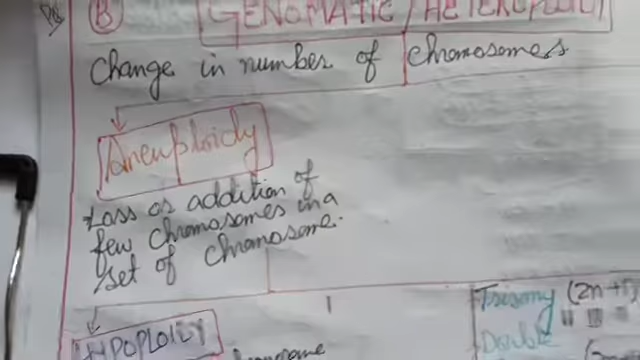 B GENOMATIC / HETEROPLOIDY
Change in number of chromosomes
Aneuploidy
Loss or addition of
few chromosomes in a
set of chromosome.
HYPOPLOIDY
Trisomy (2n+1)
Double